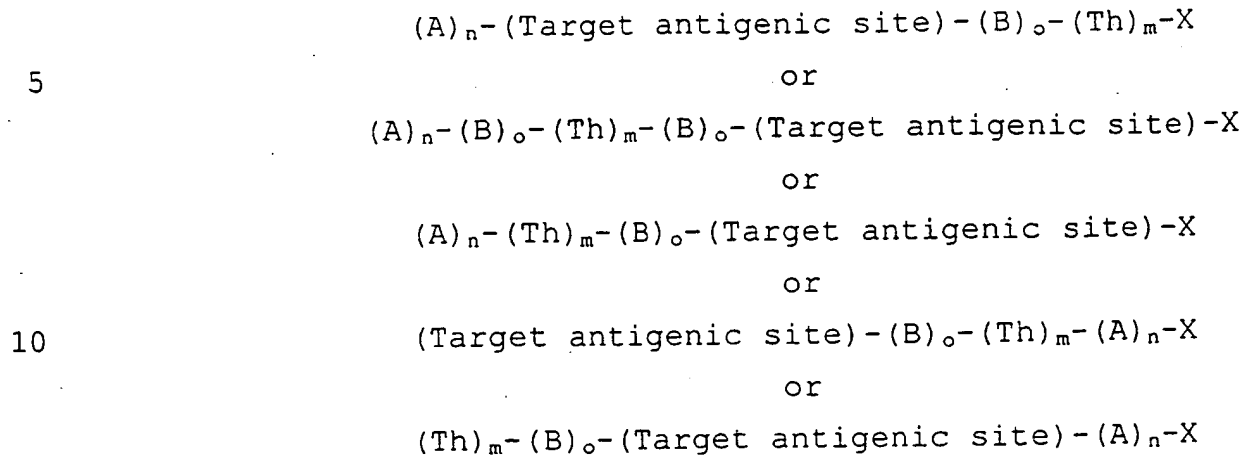 (A)ₙ-(Target antigenic site)-(B)ₒ-(Th)ₘ-X
5 or
(A)ₙ-(B)ₒ-(Th)ₘ-(B)ₒ-(Target antigenic site)-X
or
(A)ₙ-(Th)ₘ-(B)ₒ-(Target antigenic site)-X
or
10 (Target antigenic site)-(B)ₒ-(Th)ₘ-(A)ₙ-X
or
(Th)ₘ-(B)ₒ-(Target antigenic site)-(A)ₙ-X